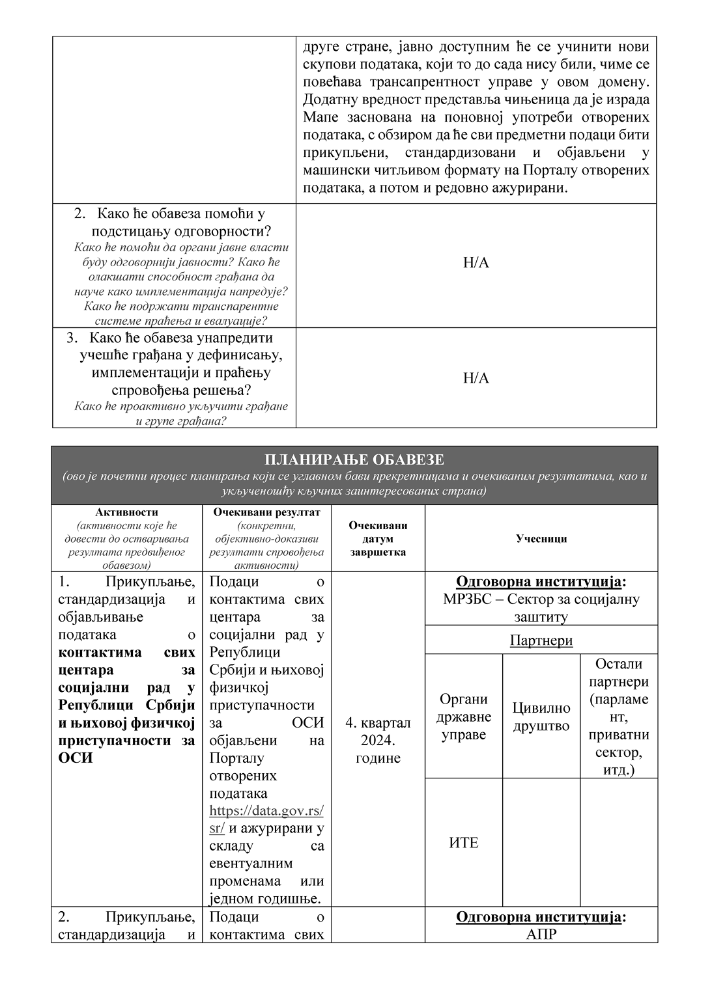 друге стране, јавно доступним ће се учинити нови
скупови података, који то до сада нису били, чиме се
повећава трансапрентност управе у овом домену.
Додатну вредност представља чињеница да је израда
Мапе заснована на поновној употреби отворених
података, с обзиром да ће сви предметни подаци бити
прикупљени, стандардизовани и објављени у
машински читљивом формату на Порталу отворених
података, а потом и редовно ажурирани.
2. Како ће обавеза помоћи у
подстицању одговорности?
Како ће помоћи да органи јавне власти
буду одговорнији јавности? Како ће
олакшати способност грађана да
науче како имплементација напредује?
Како ће подржати транспарентне
системе праћења и евалуације?
Н/А
3. Како ће обавеза унапредити
учешће грађана у дефинисању,
имплементацији и праћењу
спровођења решења?
Како ће проактивно укључити грађане
и групе грађана?
Н/А
ПЛАНИРАЊЕ ОБАВЕЗЕ
(ово је почетни процес планирања који се углавном бави прекретницама и очекиваним резултатима, као и
укљученошћу кључних заинтересованих страна)
Активности
(активности које ће
довести до остваривања
резултата предвиђеног
обавезом)
Очекивани резултат
(конкретни,
објективно-доказиви
резултати спровођења
активности)
Очекивани
датум
завршетка
Учесници
1. Прикупљање,
стандардизација и
објављивање
података о
контактима свих
центара за
социјални рад у
Републици Србији
и њиховој физичкој
приступачности за
ОСИ
Подаци о
контактима свих
центара за
социјални рад у
Републици
Србији и њиховој
физичкој
приступачности
за ОСИ
објављени на
Порталу
отворених
података
https://data.gov.rs/
sr/ и ажурирани у
складу са
евентуалним
променама или
једном годишње.
4. квартал
2024.
године
Одговорна институција:
МРЗБС – Сектор за социјалну
заштиту
Партнери
Органи
државне
управе
Цивилно
друштво
Остали
партнери
(парламе
нт,
приватни
сектор,
итд.)
ИТЕ
2. Прикупљање,
стандардизација и
Подаци о
контактима свих
Одговорна институција:
АПР